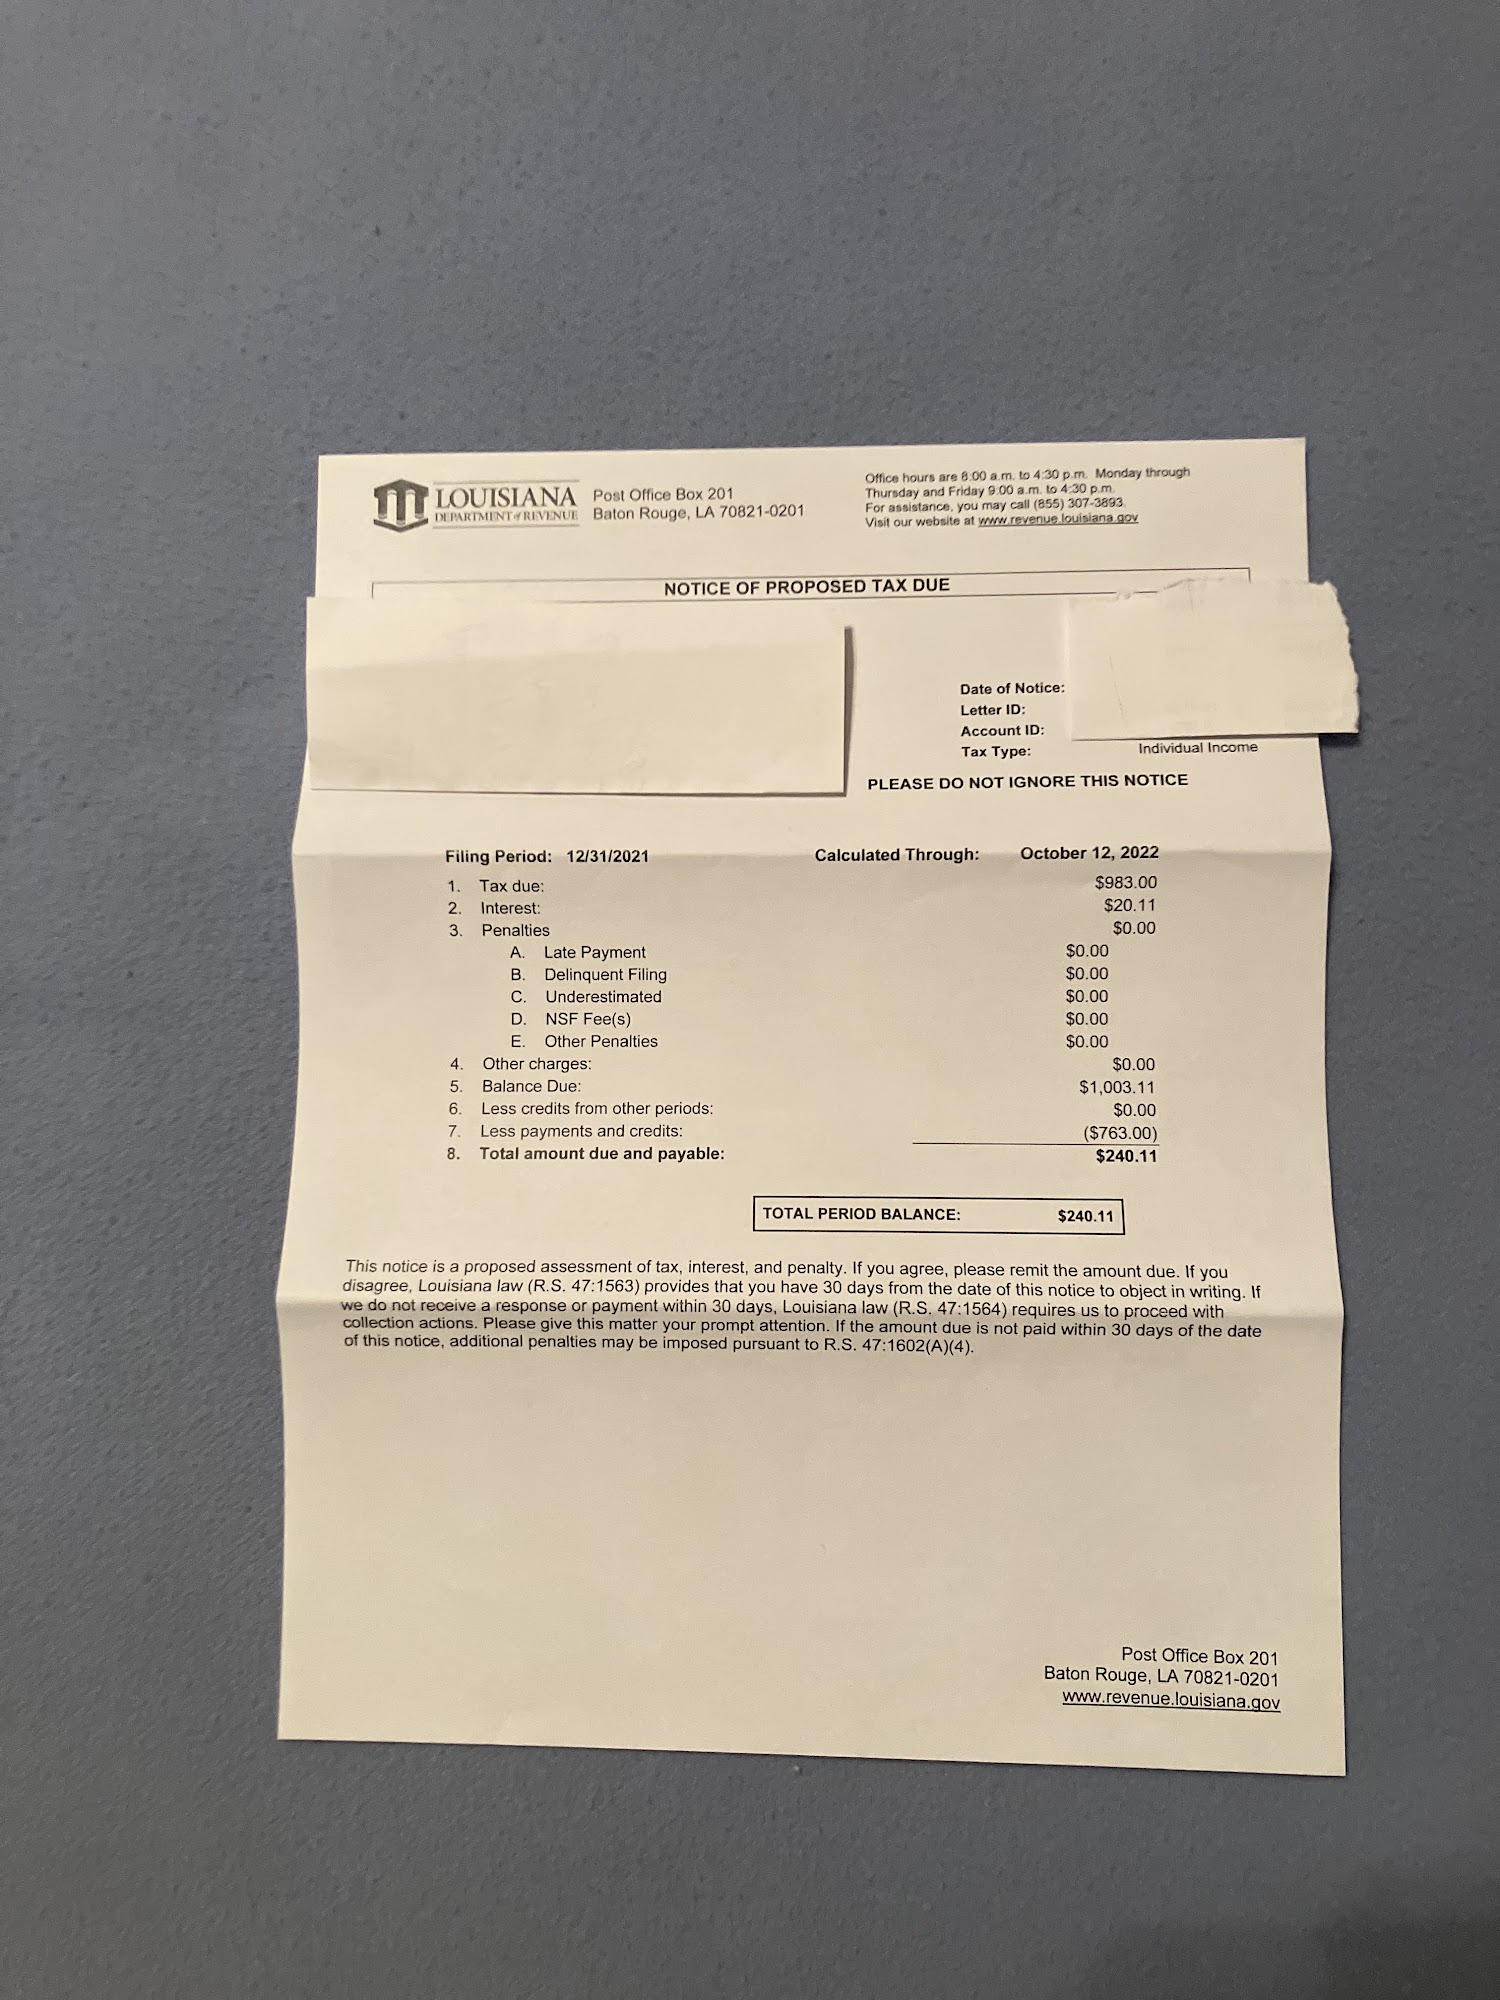 LOUISIANA
DEPARTMENT of REVENUE
Post Office Box 201
Baton Rouge, LA 70821-0201
Office hours are 8:00 a.m. to 4:30 p.m. Monday through
Thursday and Friday 9:00 a.m. to 4:30 p.m.
For assistance, you may call (855) 307-3893.
Visit our website at www.revenue.louisiana.gov
NOTICE OF PROPOSED TAX DUE
Date of Notice:
Letter ID:
Account ID:
Tax Type: Individual Income
PLEASE DO NOT IGNORE THIS NOTICE
Filing Period: 12/31/2021 Calculated Through: October 12, 2022
1. Tax due: $983.00
2. Interest: $20.11
3. Penalties $0.00
A. Late Payment $0.00
B. Delinquent Filing $0.00
C. Underestimated $0.00
D. NSF Fee(s) $0.00
E. Other Penalties $0.00
4. Other charges: $0.00
5. Balance Due: $1,003.11
6. Less credits from other periods: $0.00
7. Less payments and credits: ($763.00)
8. Total amount due and payable: $240.11
TOTAL PERIOD BALANCE: $240.11
This notice is a proposed assessment of tax, interest, and penalty. If you agree, please remit the amount due. If you
disagree, Louisiana law (R.S. 47:1563) provides that you have 30 days from the date of this notice to object in writing. If
we do not receive a response or payment within 30 days, Louisiana law (R.S. 47:1564) requires us to proceed with
collection actions. Please give this matter your prompt attention. If the amount due is not paid within 30 days of the date
of this notice, additional penalties may be imposed pursuant to R.S. 47:1602(A)(4).
Post Office Box 201
Baton Rouge, LA 70821-0201
www.revenue.louisiana.gov